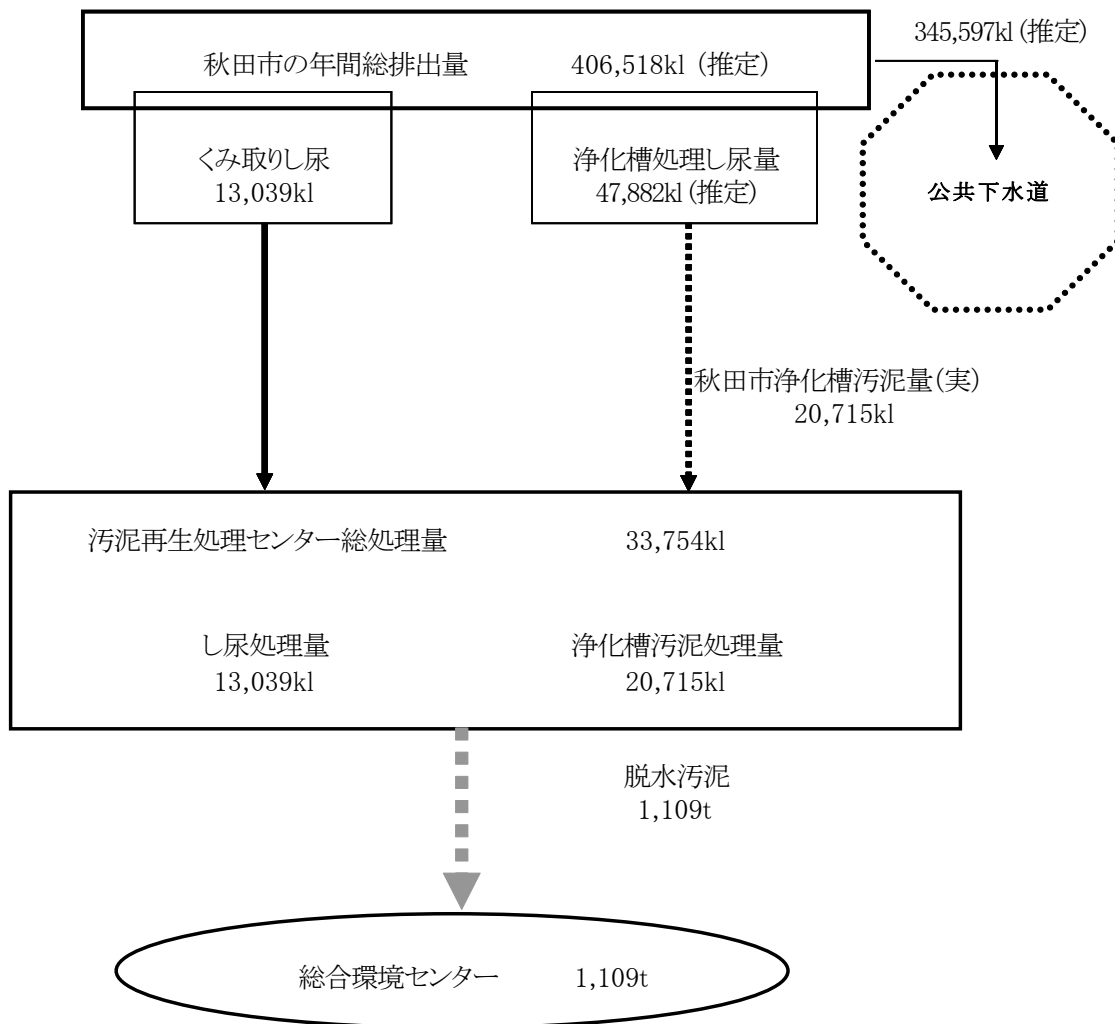 秋田市の年間総排出量 406,518kl (推定)
345,597kl(推定)
くみ取りし尿
13,039kl
浄化槽処理し尿量
47,882kl(推定)
公共下水道
秋田市浄化槽汚泥量(実)
20,715kl
汚泥再生処理センター総処理量 33,754kl
し尿処理量
13,039kl
浄化槽汚泥処理量
20,715kl
脱水汚泥
1,109t
総合環境センター 1,109t